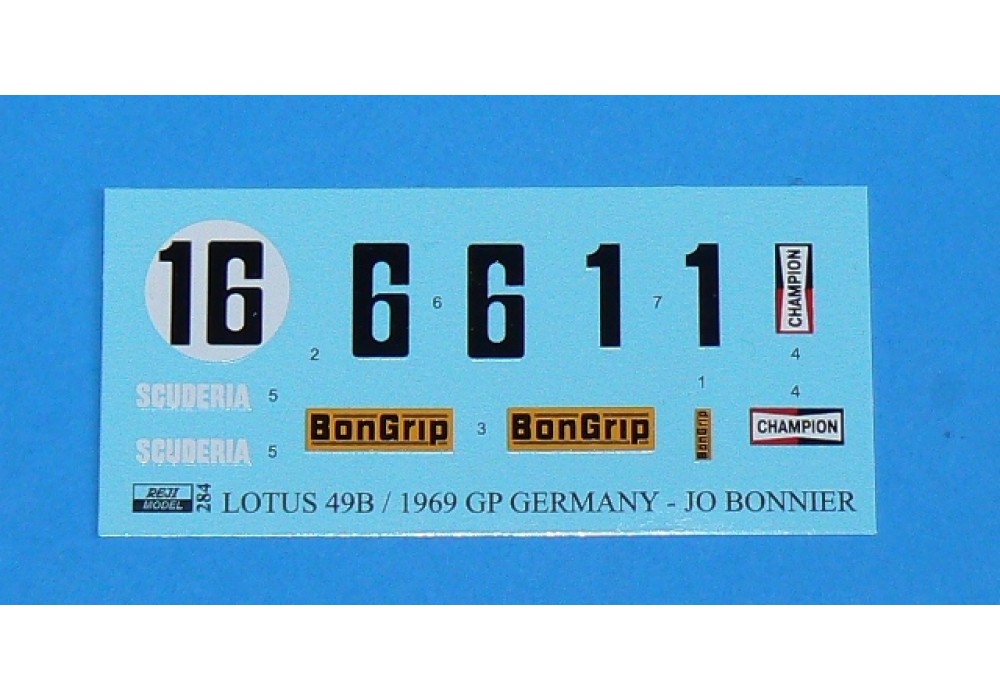 16
6
6
6
1
7
1
CHAMPION
2
4
SCUDERIA 5
1
4
BonGrip 3 BonGrip BonGrip CHAMPION
SCUDERIA 5
REJI
MODEL
284
LOTUS 49B / 1969 GP GERMANY - JO BONNIER